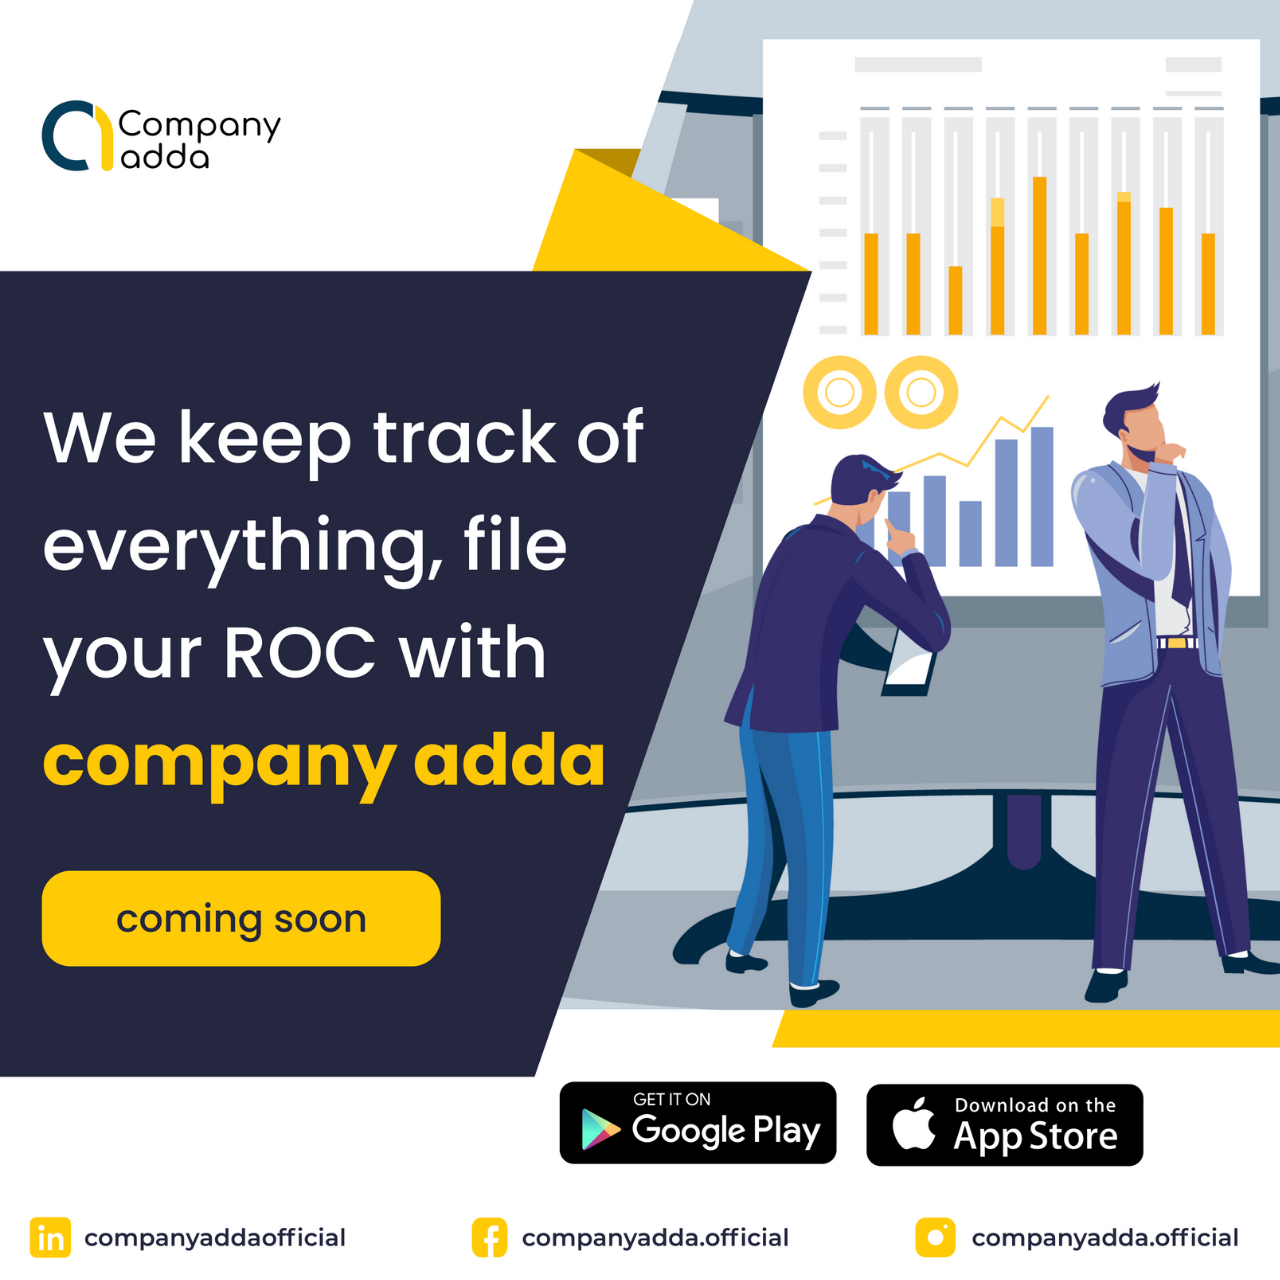 Company
adda
We keep track of
everything, file
your ROC with
company adda
coming soon
GET IT ON
Google Play
Download on the
App Store
in companyaddaofficial
f companyadda.official
companyadda.official